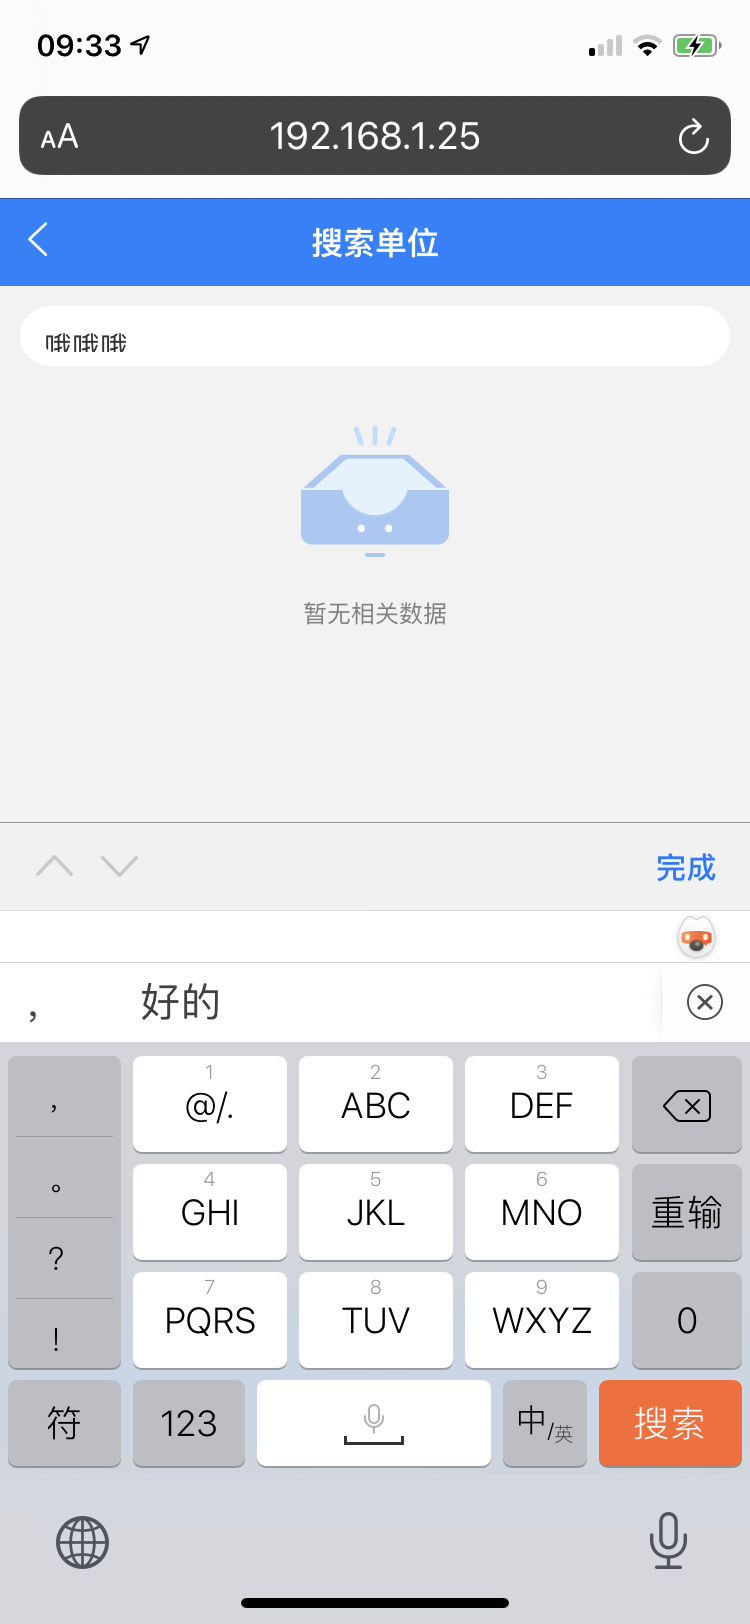 09:33
AA
192.168.1.25
搜索单位
哦哦哦
暂无相关数据
完成
， 好的
， 1 @/. 2 ABC 3 DEF
。 4 GHI 5 JKL 6 MNO 重输
?
! 7 PQRS 8 TUV 9 WXYZ 0
符 123 中/英 搜索